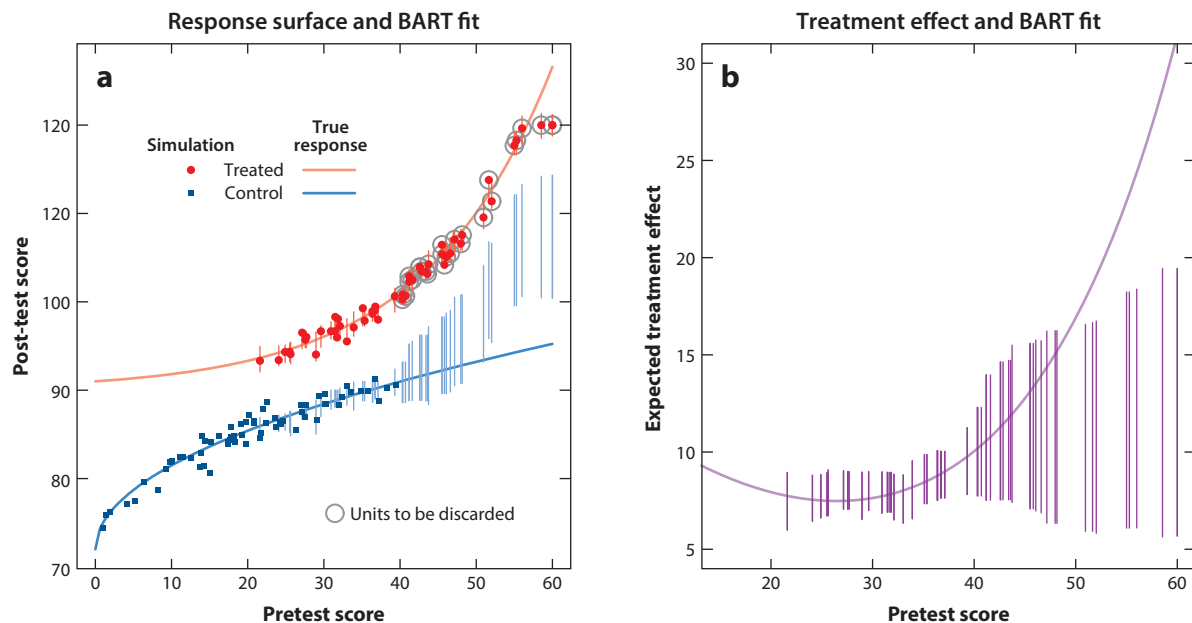 Response surface and BART fit
a
Simulation
True
response
Treated
Control
Units to be discarded
Post-test score
120
120
100
90
80
70
0
10
20
30
40
50
60
Pretest score
Treatment effect and BART fit
b
Expected treatment effect
30
25
20
15
10
5
20
30
40
50
60
Pretest score